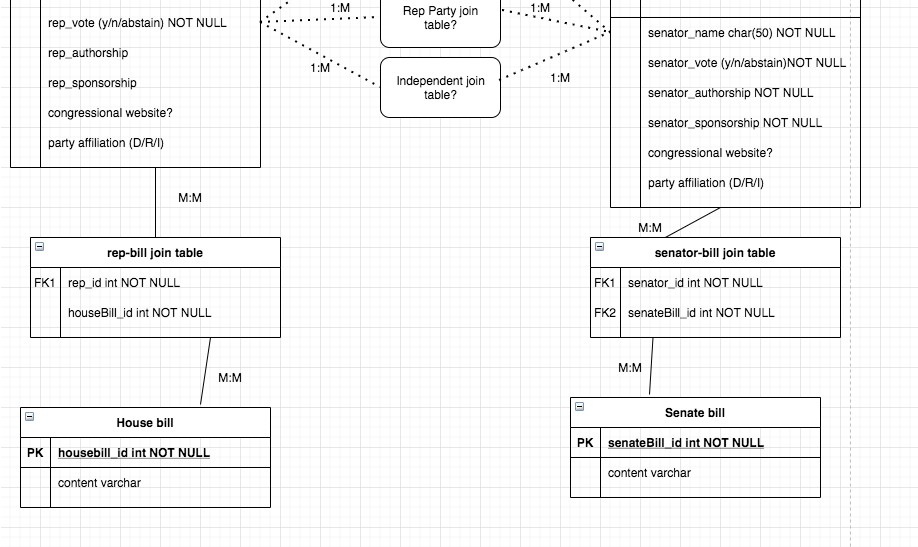 1:M
Rep Party join
table?
1:M
rep_vote (y/n/abstain) NOT NULL
rep_authorship
rep_sponsorship
congressional website?
party affiliation (D/R/I)
1:M
Independent join
table?
1:M
senator_name char(50) NOT NULL
senator_vote (y/n/abstain)NOT NULL
senator_authorship NOT NULL
senator_sponsorship NOT NULL
congressional website?
party affiliation (D/R/I)
M:M
M:M
rep-bill join table
FK1 rep_id int NOT NULL
houseBill_id int NOT NULL
senator-bill join table
FK1 senator_id int NOT NULL
FK2 senateBill_id int NOT NULL
M:M
M:M
House bill
PK housebill_id int NOT NULL
content varchar
Senate bill
PK senateBill_id int NOT NULL
content varchar